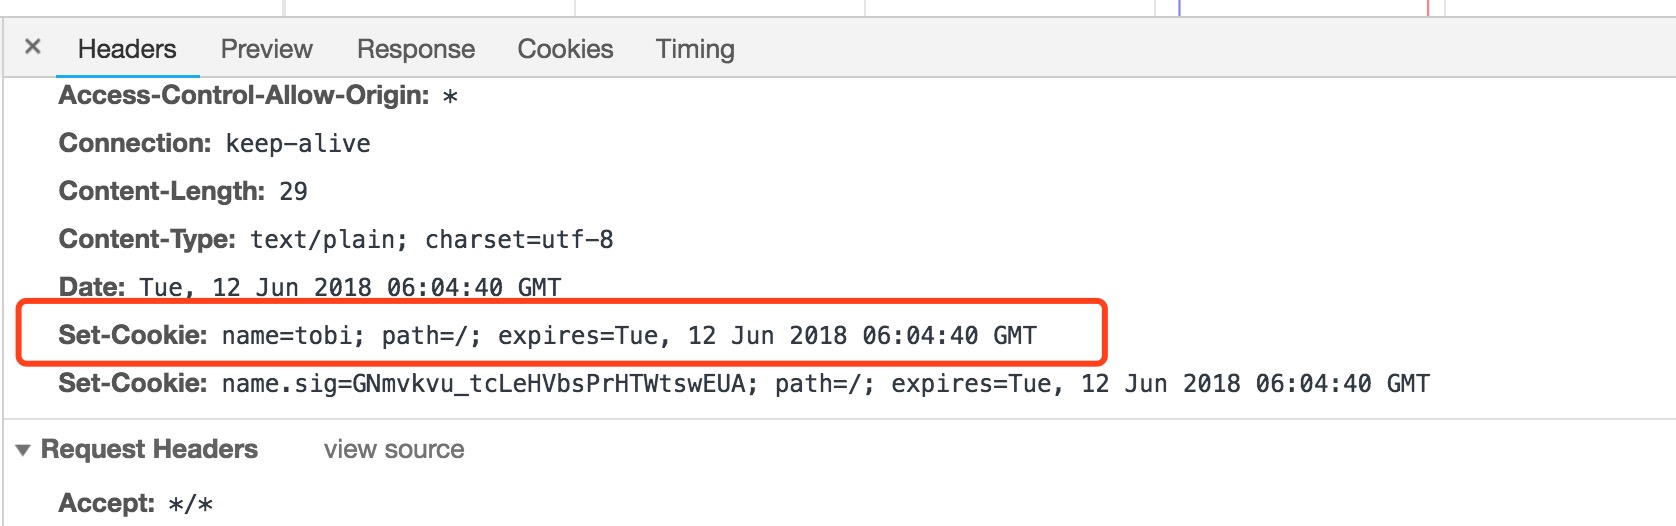 × Headers Preview Response Cookies Timing
Access-Control-Allow-Origin: *
Connection: keep-alive
Content-Length: 29
Content-Type: text/plain; charset=utf-8
Date: Tue, 12 Jun 2018 06:04:40 GMT
Set-Cookie: name=tobi; path=/; expires=Tue, 12 Jun 2018 06:04:40 GMT
Set-Cookie: name.sig=GNmvkvu_tcLeHVbsPrHTWtswEUA; path=/; expires=Tue, 12 Jun 2018 06:04:40 GMT
Request Headers view source
Accept: */*